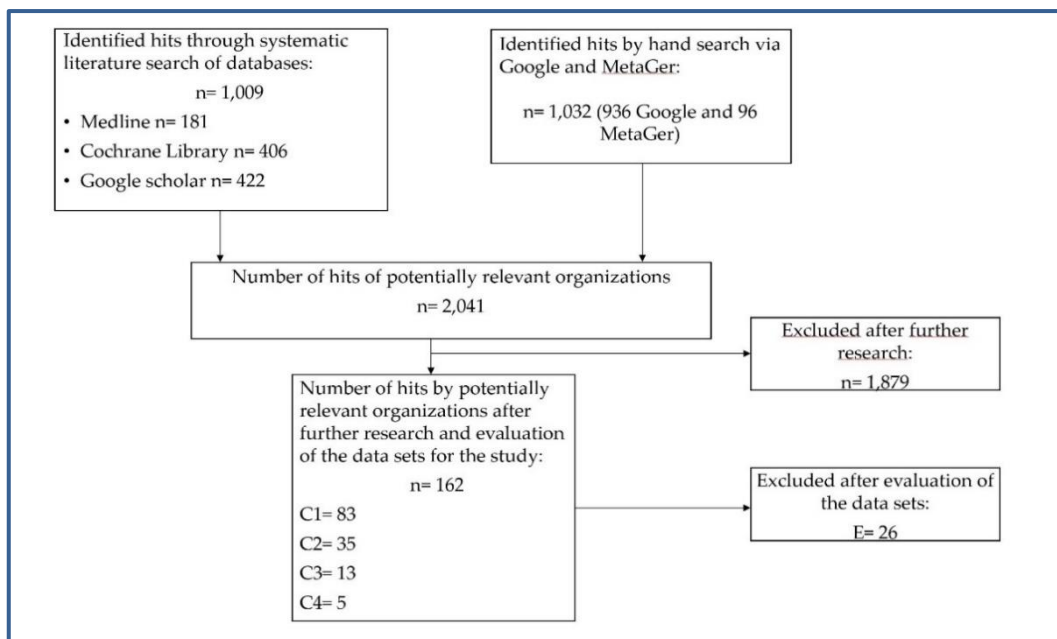 Identified hits through systematic
literature search of databases:
n= 1,009
• Medline n= 181
• Cochrane Library n= 406
• Google scholar n= 422
Identified hits by hand search via
Google and MetaGer:
n= 1,032 (936 Google and 96
MetaGer)
Number of hits of potentially relevant organizations
n= 2,041
Excluded after further
research:
n= 1,879
Number of hits by potentially
relevant organizations after
further research and evaluation
of the data sets for the study:
n= 162
C1= 83
C2= 35
C3= 13
C4= 5
Excluded after evaluation of
the data sets:
E= 26